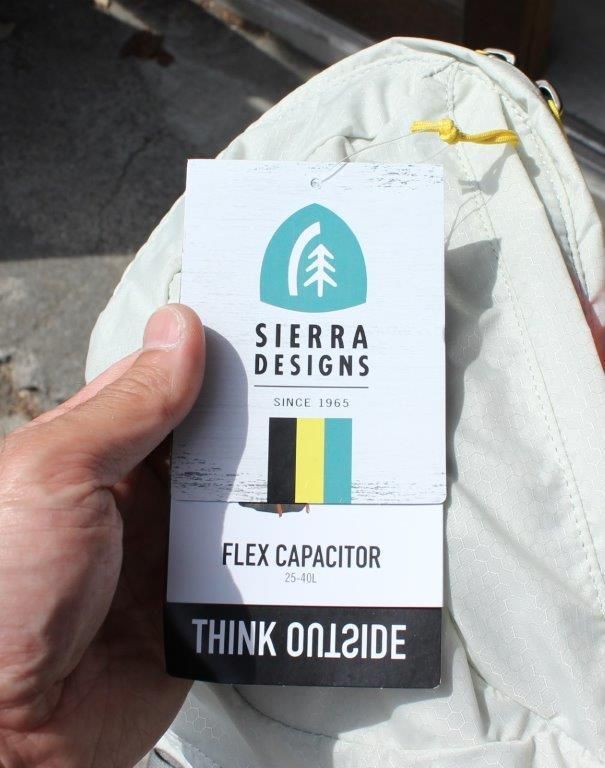 SIERRA
DESIGNS
SINCE 1965
FLEX CAPACITOR
25-40L
THINK OUTSIDE